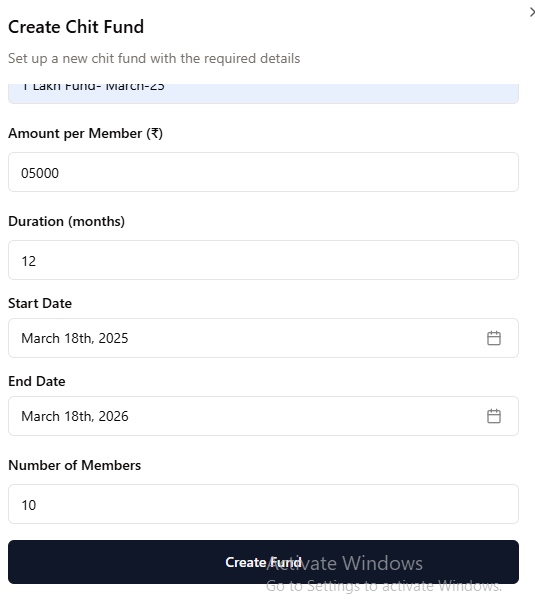 Create Chit Fund
Set up a new chit fund with the required details
1 Lakh Fund- March-25
Amount per Member (₹)
05000
Duration (months)
12
Start Date
March 18th, 2025
End Date
March 18th, 2026
Number of Members
10
Create Fund
Activate Windows
Go to Settings to activate Windows.